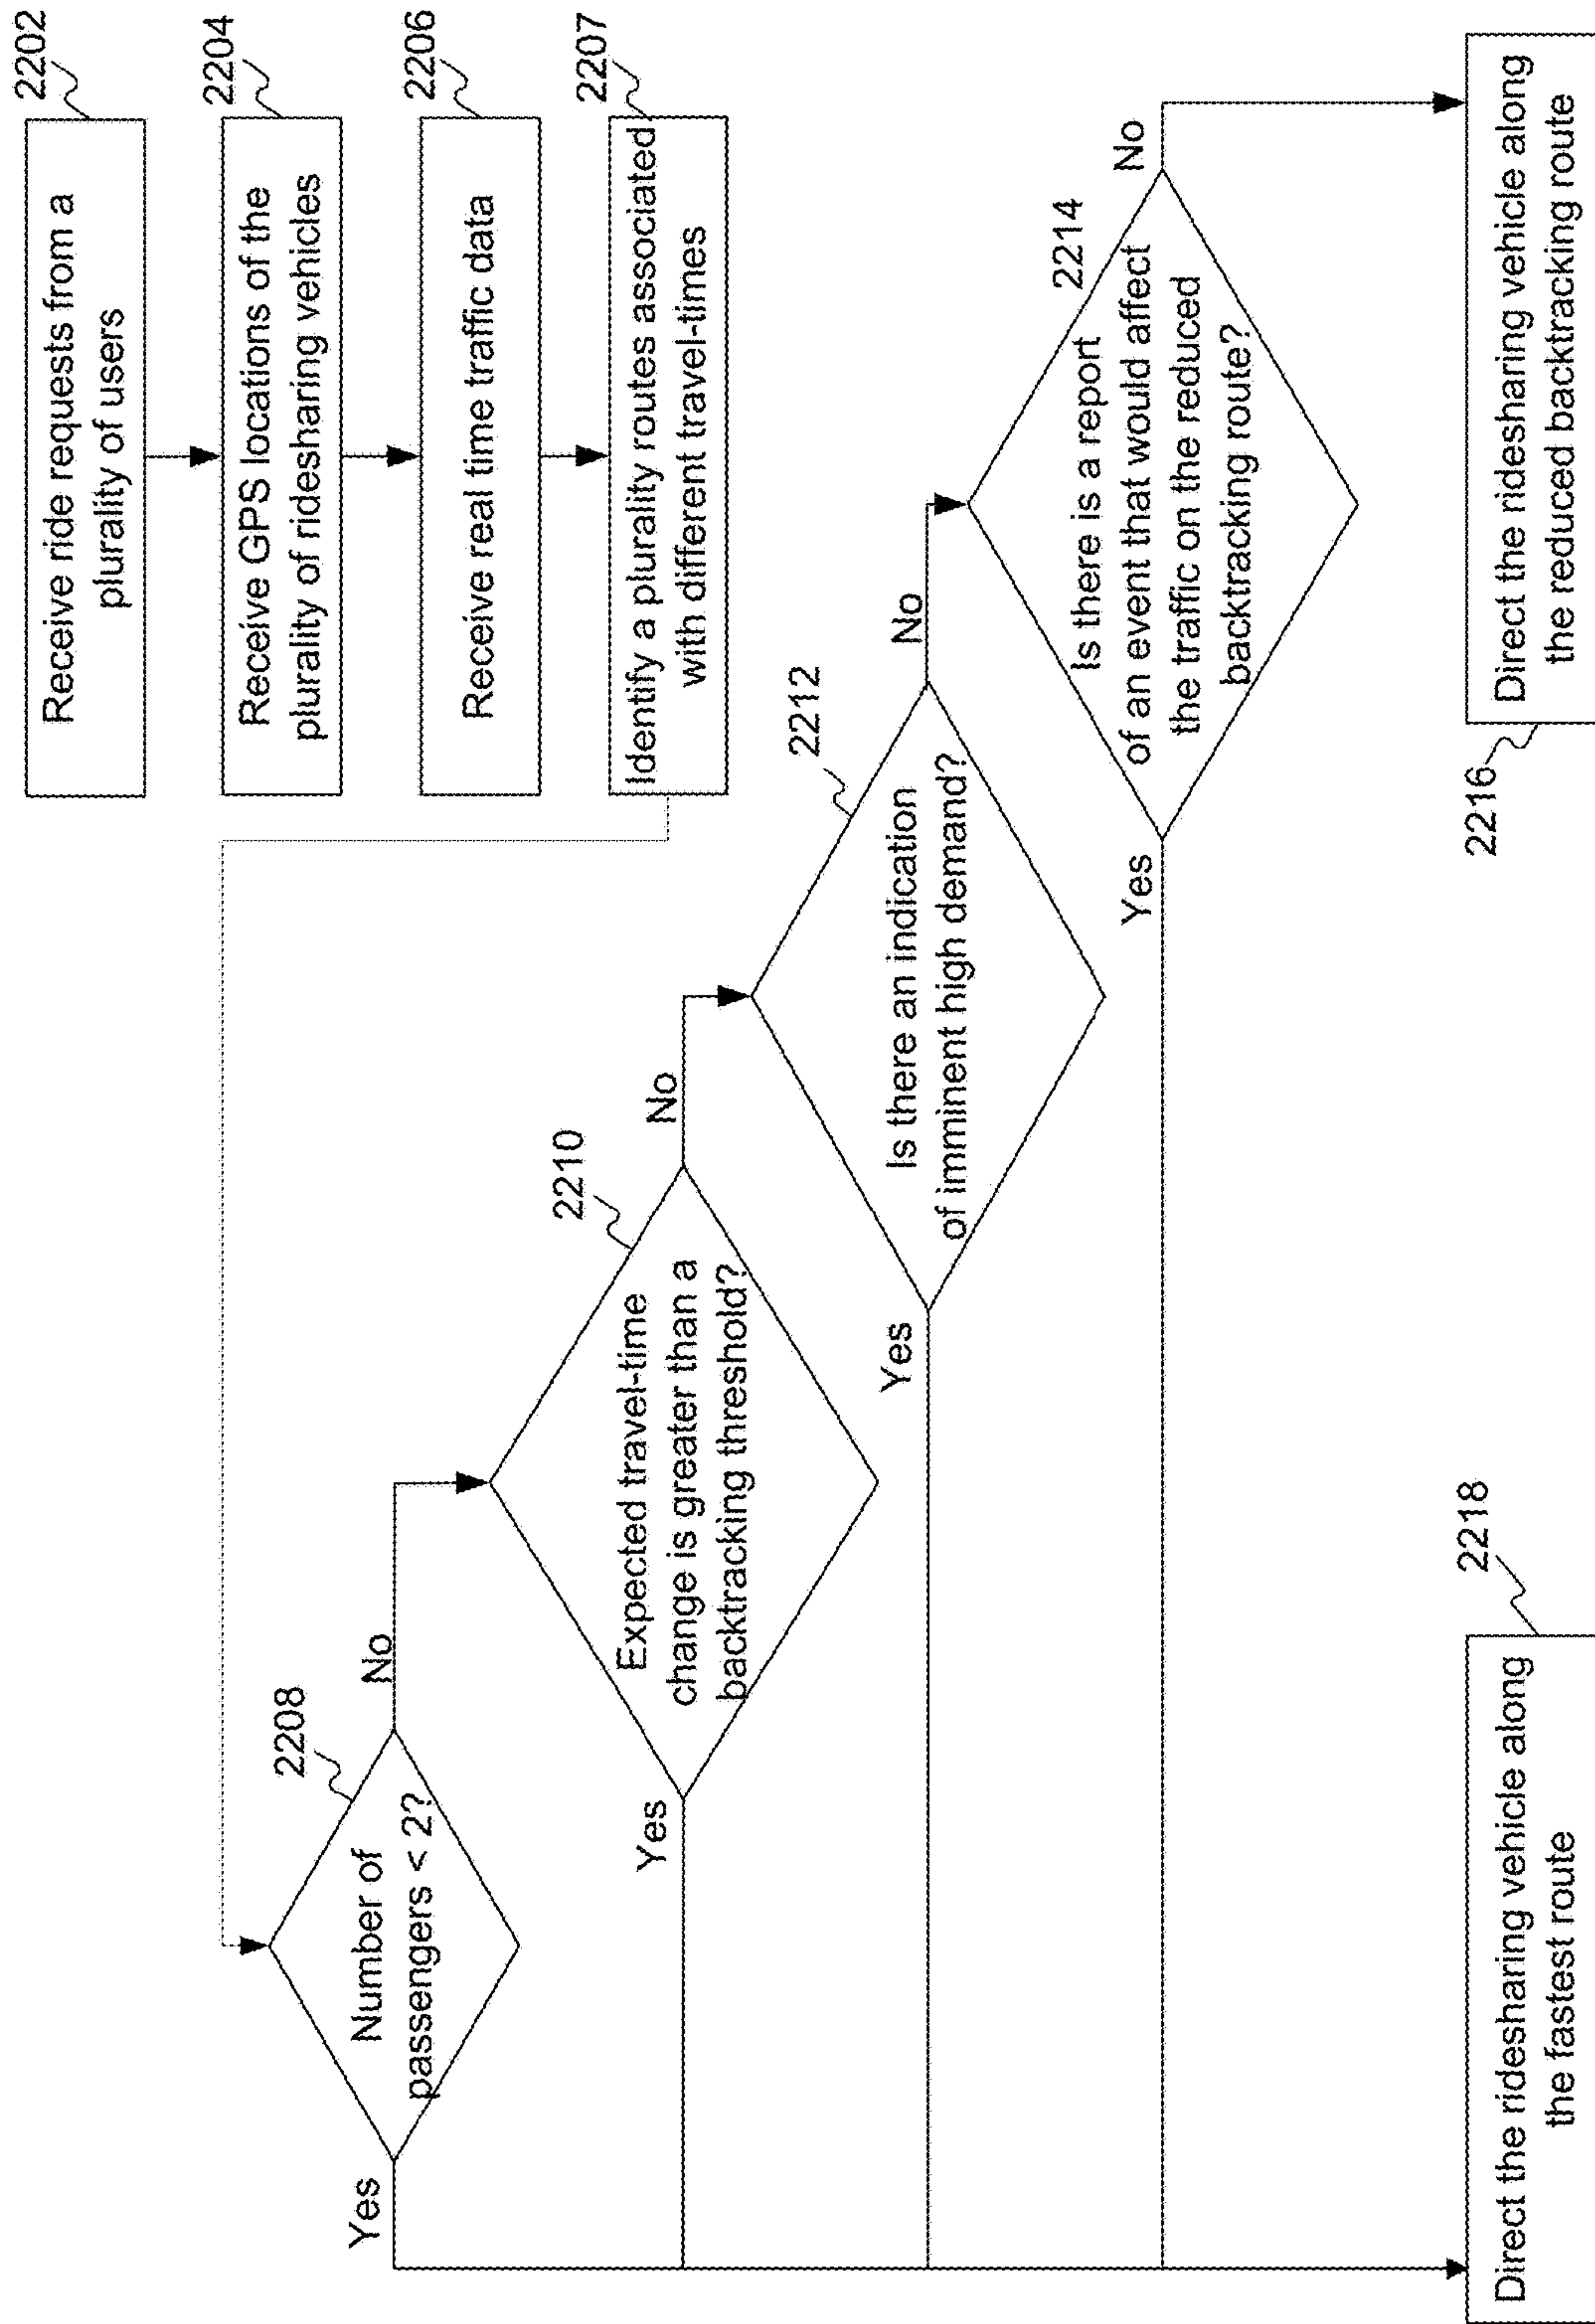 2202
Receive ride requests from a
plurality of users
2204
Receive GPS locations of the
plurality of ridesharing vehicles
2206
Receive real time traffic data
2207
Identify a plurality routes associated
with different travel-times
2208
Number of
passengers < 2?
Yes
No
2210
Expected travel-time
change is greater than a
backtracking threshold?
Yes
No
2212
Is there an indication
of imminent high demand?
Yes
No
2214
Is there is a report
of an event that would affect
the traffic on the reduced
backtracking route?
Yes
No
2218
Direct the ridesharing vehicle along
the fastest route
2216
Direct the ridesharing vehicle along
the reduced backtracking route